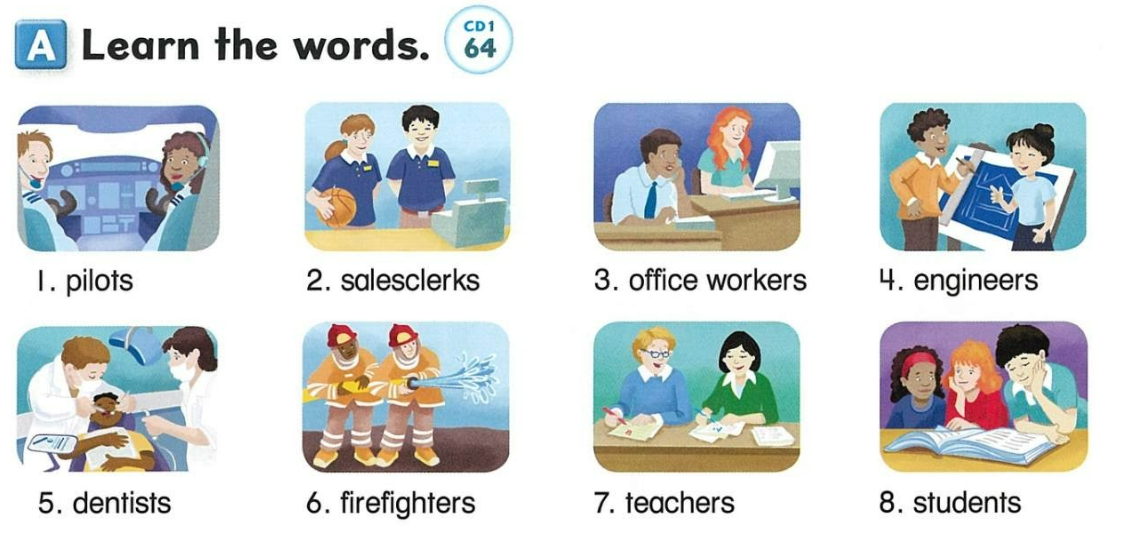 A Learn the words. CD1 64
1. pilots
2. salesclerks
3. office workers
4. engineers
5. dentists
6. firefighters
7. teachers
8. students